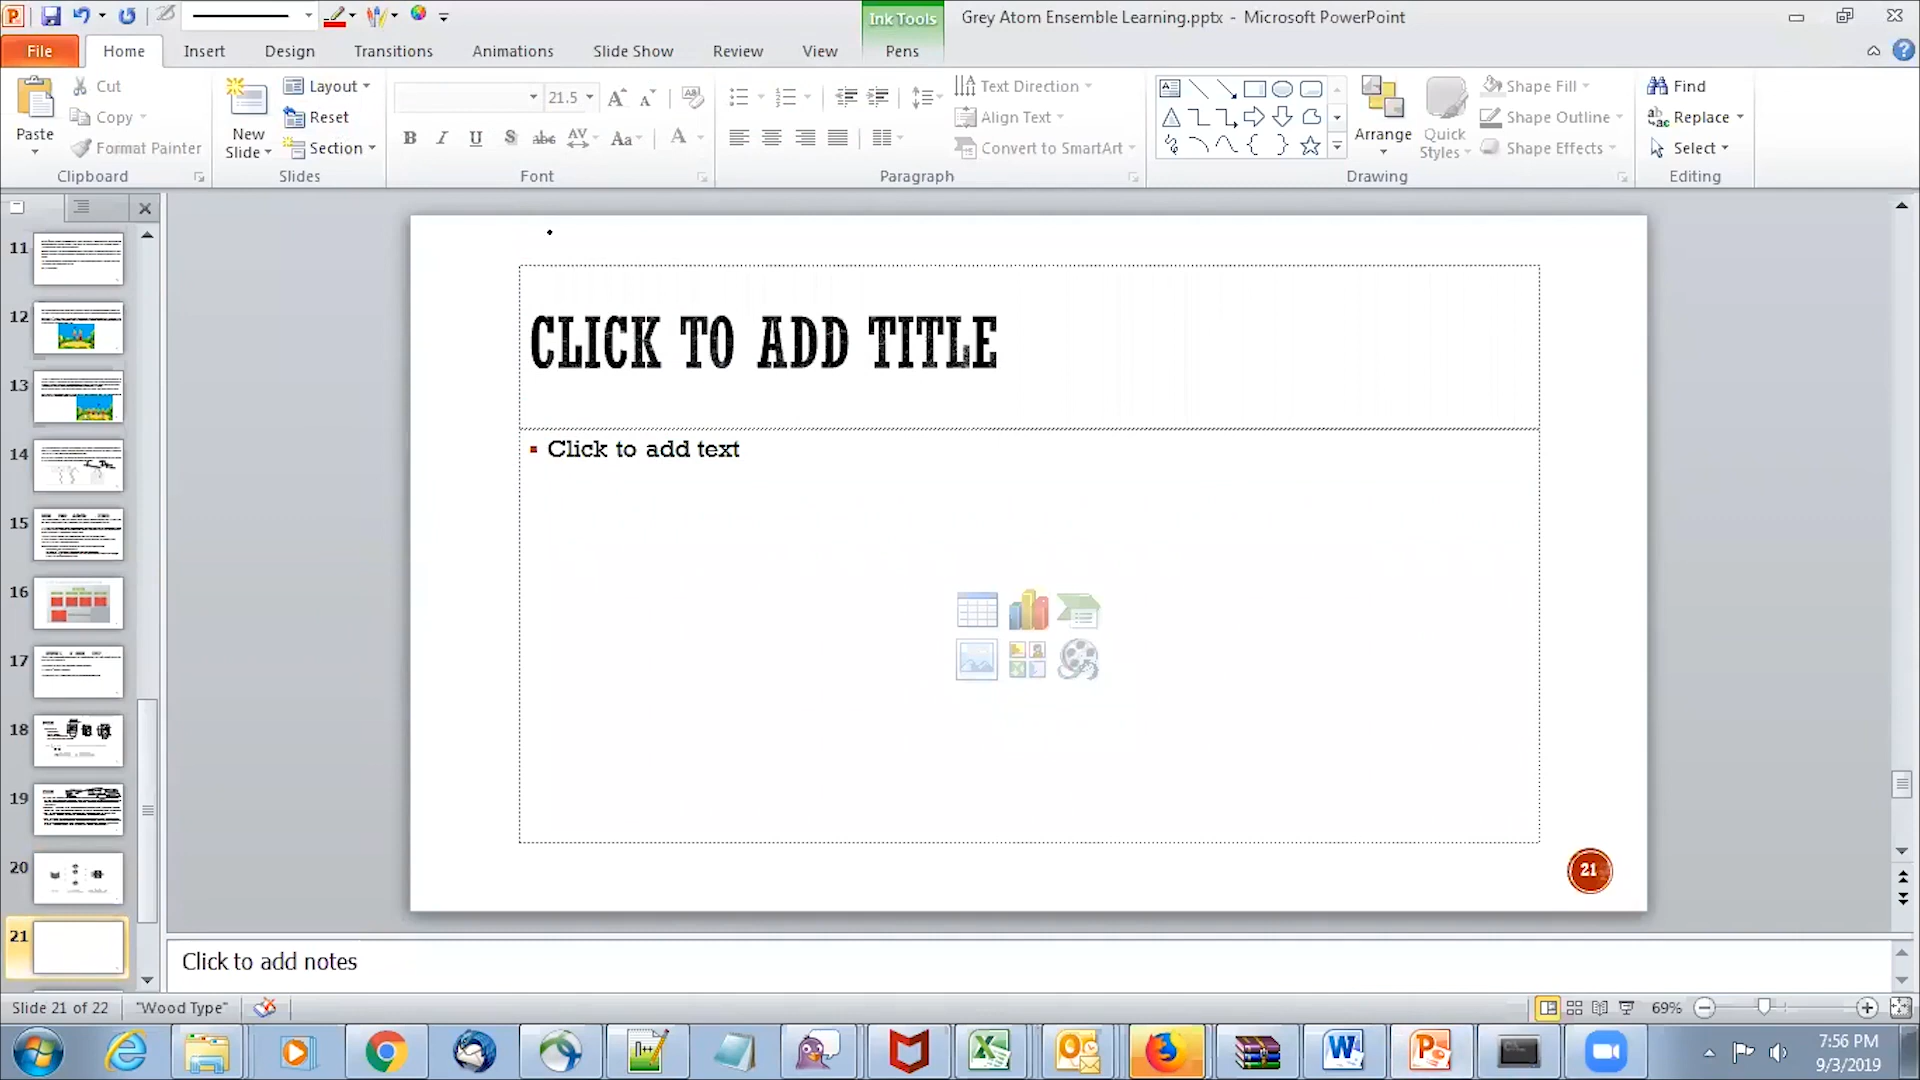 Ink Tools
Grey Atom Ensemble Learning.pptx - Microsoft PowerPoint
File
Home
Insert
Design
Transitions
Animations
Slide Show
Review
View
Pens
Paste
Cut
Copy
Format Painter
Clipboard
New
Slide
Layout
Reset
Section
Slides
21.5
B I U S abc AV Aa A
Font
Text Direction
Align Text
Convert to SmartArt
Paragraph
Arrange
Quick
Styles
Shape Fill
Shape Outline
Shape Effects
Drawing
Find
Replace
Select
Editing
11
12
13
14
15
16
17
18
19
20
21
CLICK TO ADD TITLE
Click to add text
21
Click to add notes
Slide 21 of 22
"Wood Type"
69%
7:56 PM
9/3/2019